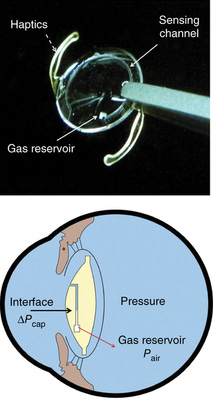 Haptics
Sensing
channel
Gas reservoir
Interface
ΔPcap
Pressure
Gas reservoir
Pair